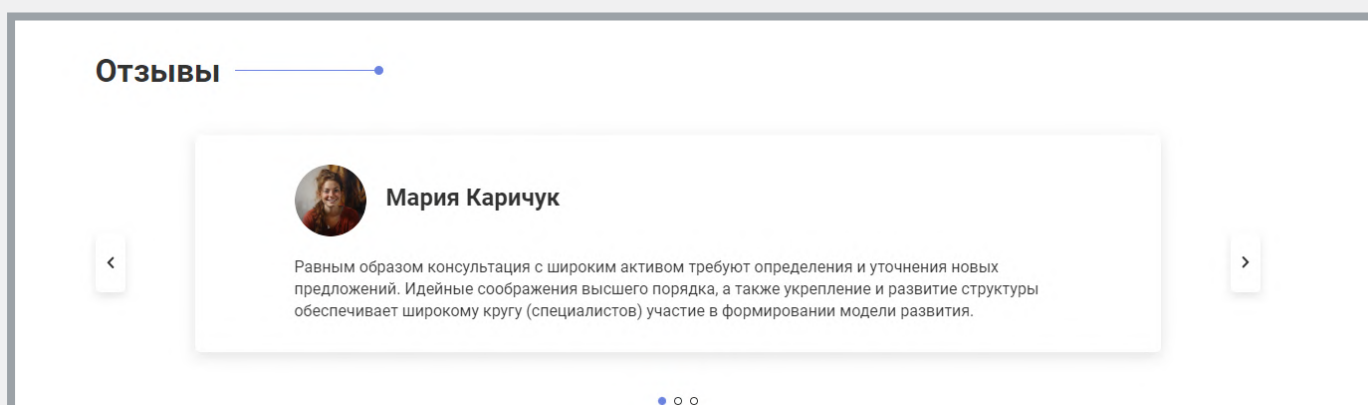 Отзывы
Мария Каричук
Равным образом консультация с широким активом требуют определения и уточнения новых
предложений. Идейные соображения высшего порядка, а также укрепление и развитие структуры
обеспечивает широкому кругу (специалистов) участие в формировании модели развития.